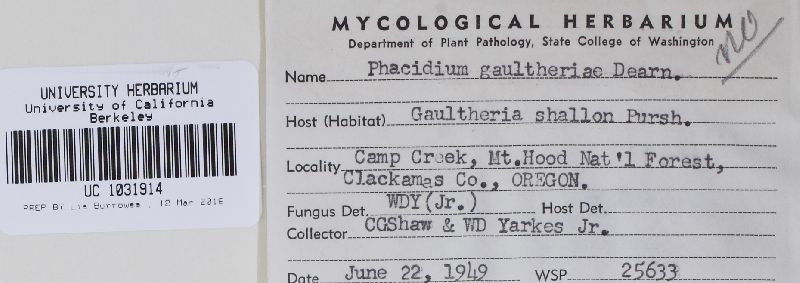 UNIVERSITY HERBARIUM
University of California
Berkeley
UC 1031914
PREP BY Burrowes , 12 Mar 2016
MYCOLOGICAL HERBARIUM
Department of Plant Pathology, State College of Washington
no
Name Phacidium gaultheriae Dearn.
Host (Habitat) Gaultheria shallon Pursh.
Locality Camp Creek, Mt.Hood Nat'l Forest,
Clackamas Co., OREGON.
Fungus Det. WDY(Jr.) Host Det.
Collector CGShaw & WD Yarkes Jr.
Date June 22, 1949 WSP 25633